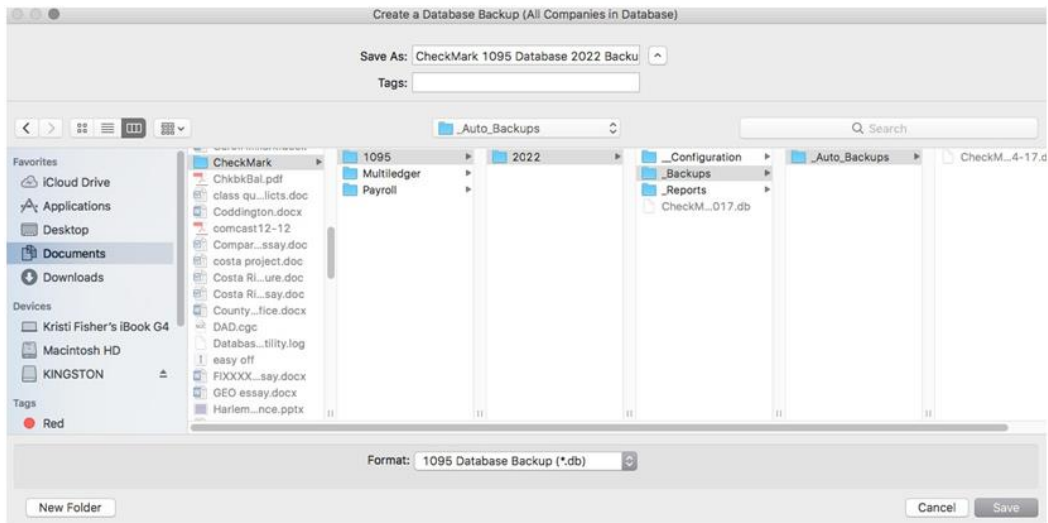 Create a Database Backup (All Companies in Database)
Save As: CheckMark 1095 Database 2022 Backu
Tags:
_Auto_Backups
Search
Favorites
iCloud Drive
Applications
Desktop
Documents
Downloads
Devices
Kristi Fisher's iBook G4
Macintosh HD
KINGSTON
Tags
Red
CheckMark
ChkbkBal.pdf
class qu...licts.doc
Coddington.docx
comcast12-12
Compar...ssay.doc
costa project.doc
Costa Ri...ure.doc
Costa Ri...say.doc
County...fice.docx
DAD.cgc
Databas...tility.log
easy off
FIXXXX...say.docx
GEO essay.docx
Harlem...nce.pptx
1095
Multiledger
Payroll
2022
__Configuration
_Backups
_Reports
CheckM...017.db
_Auto_Backups
CheckM...4-17.d
Format: 1095 Database Backup (*.db)
New Folder
Cancel
Save